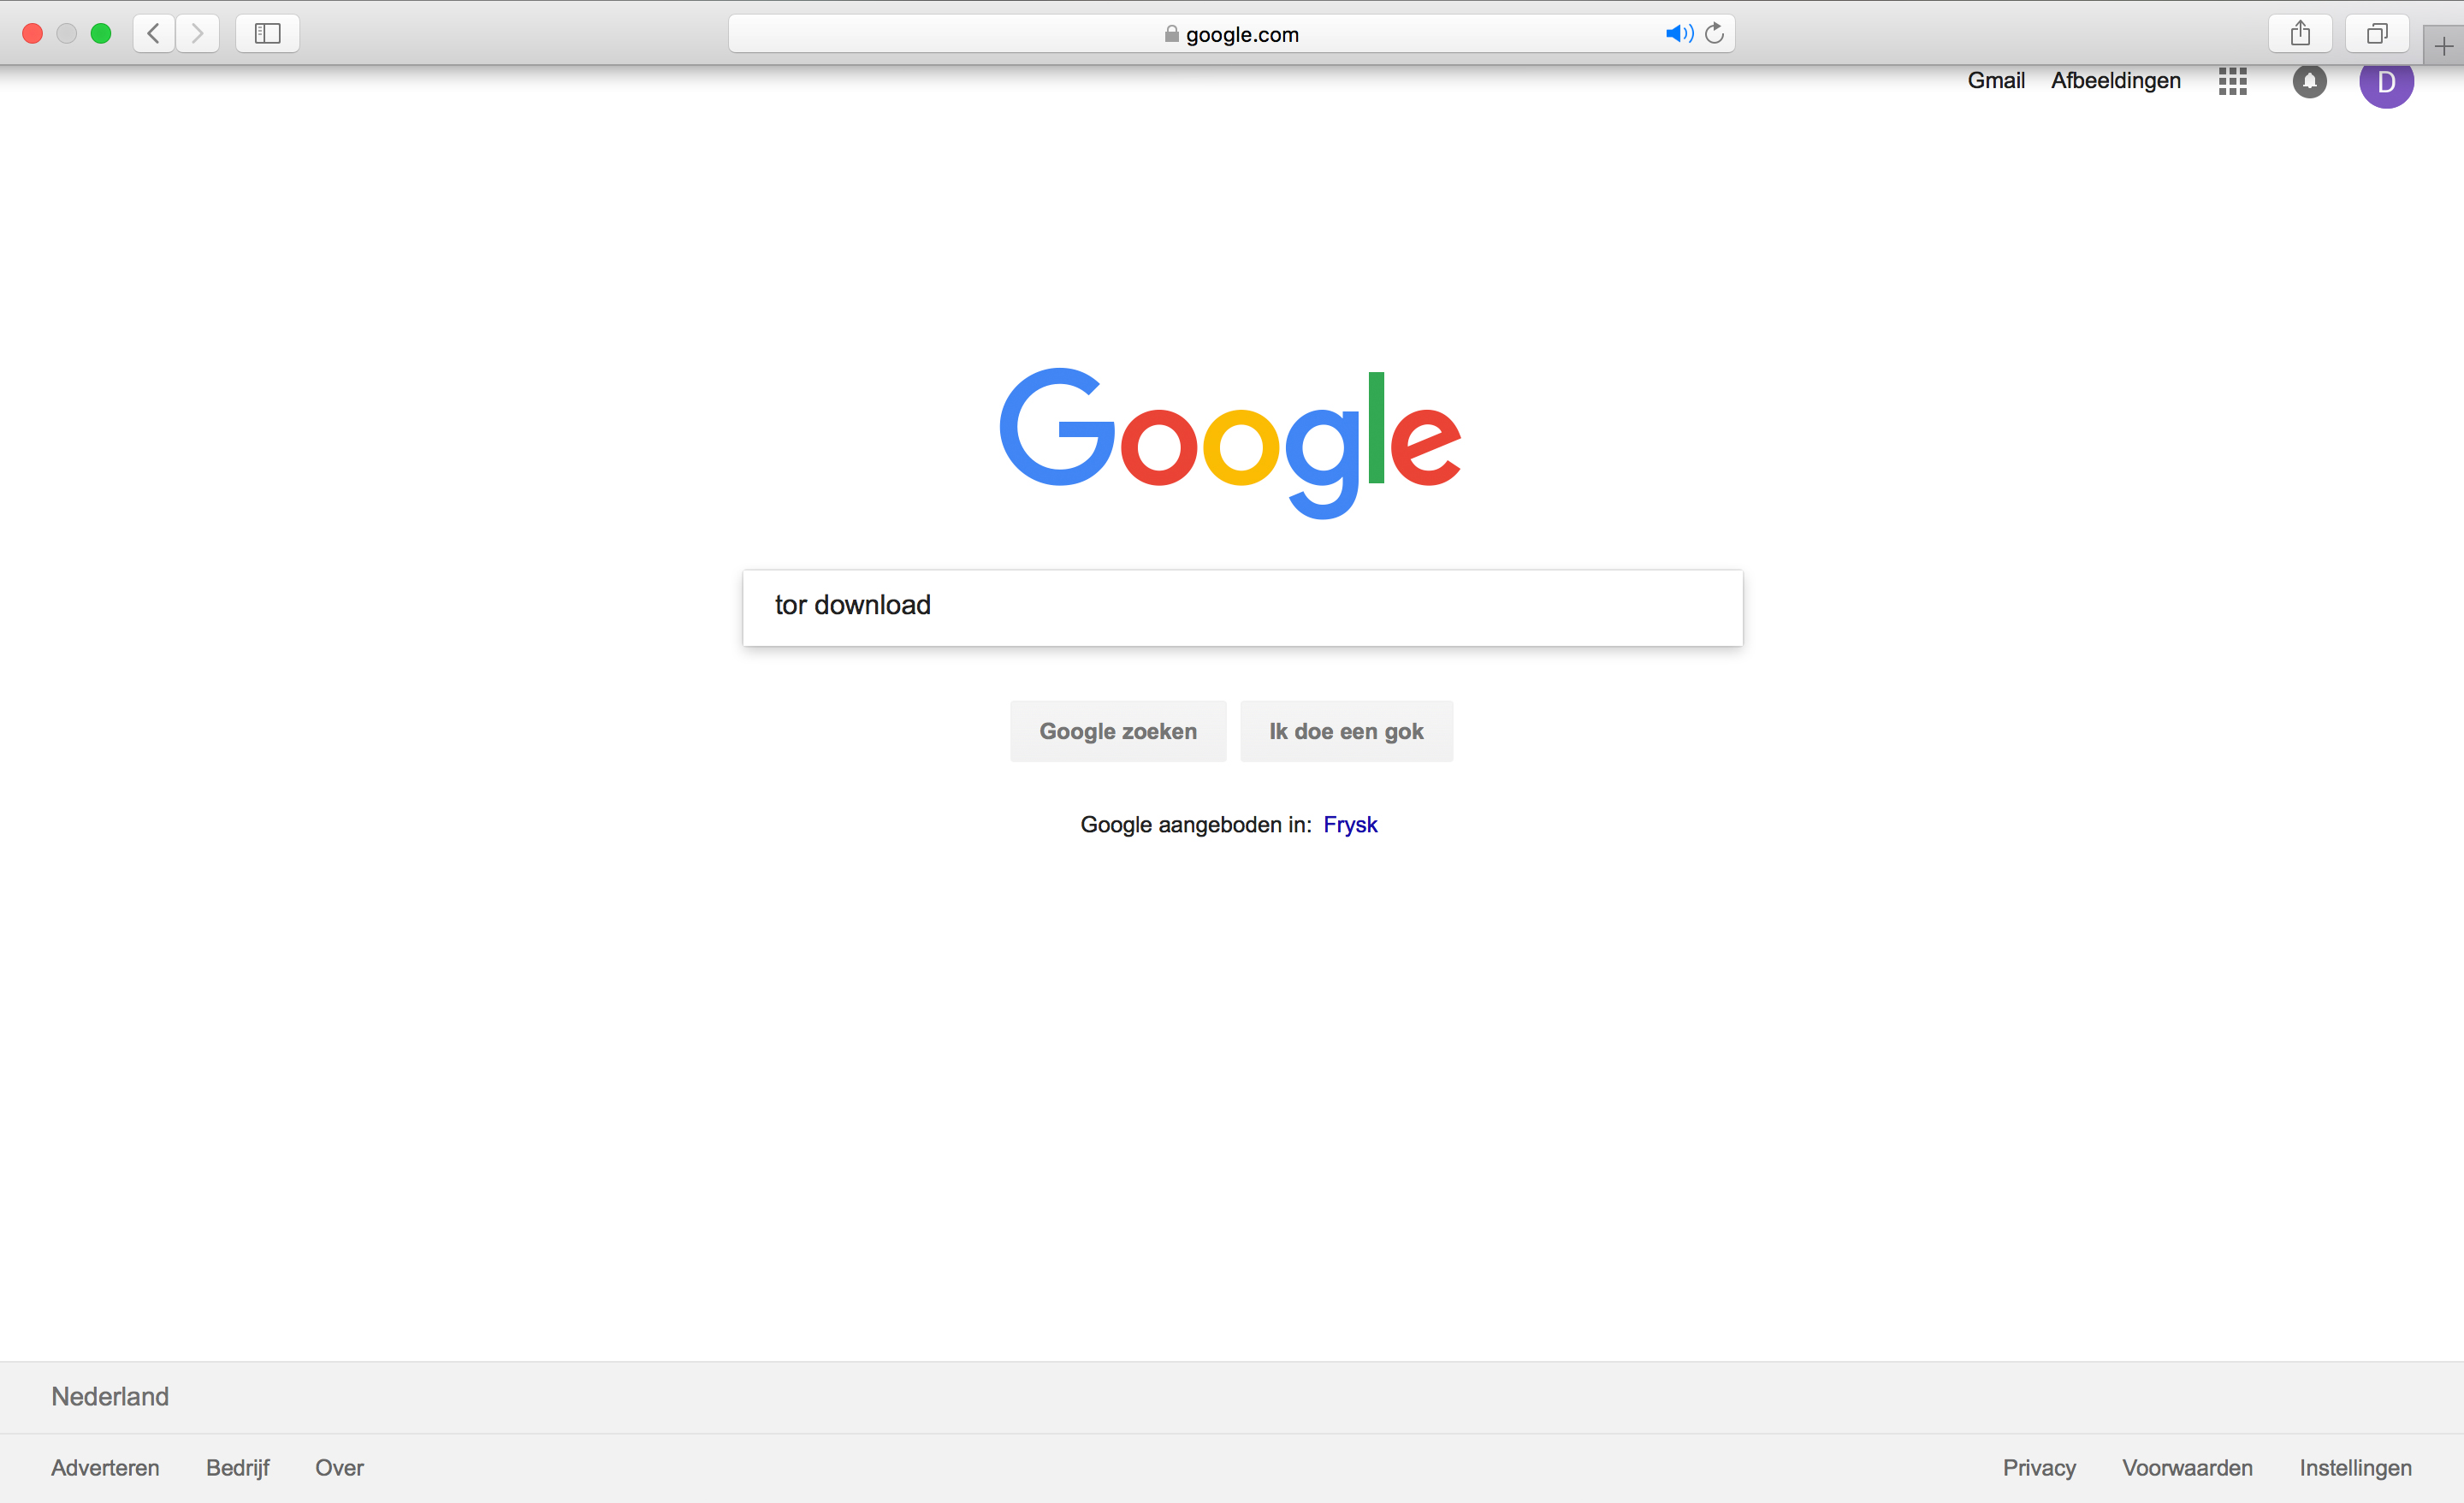 google.com
Gmail Afbeeldingen D
Google
tor download
Google zoeken Ik doe een gok
Google aangeboden in: Frysk
Nederland
Adverteren Bedrijf Over Privacy Voorwaarden Instellingen